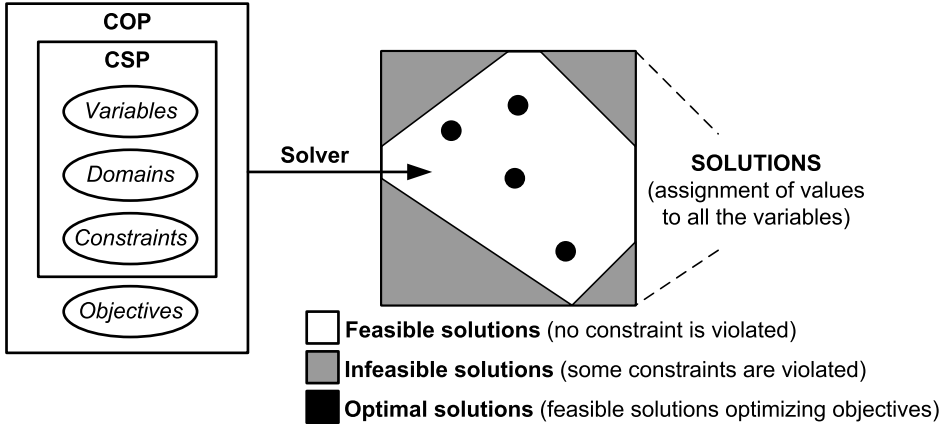 COP
CSP
Variables
Domains
Constraints
Objectives
Solver
SOLUTIONS
(assignment of values
to all the variables)
Feasible solutions (no constraint is violated)
Infeasible solutions (some constraints are violated)
Optimal solutions (feasible solutions optimizing objectives)